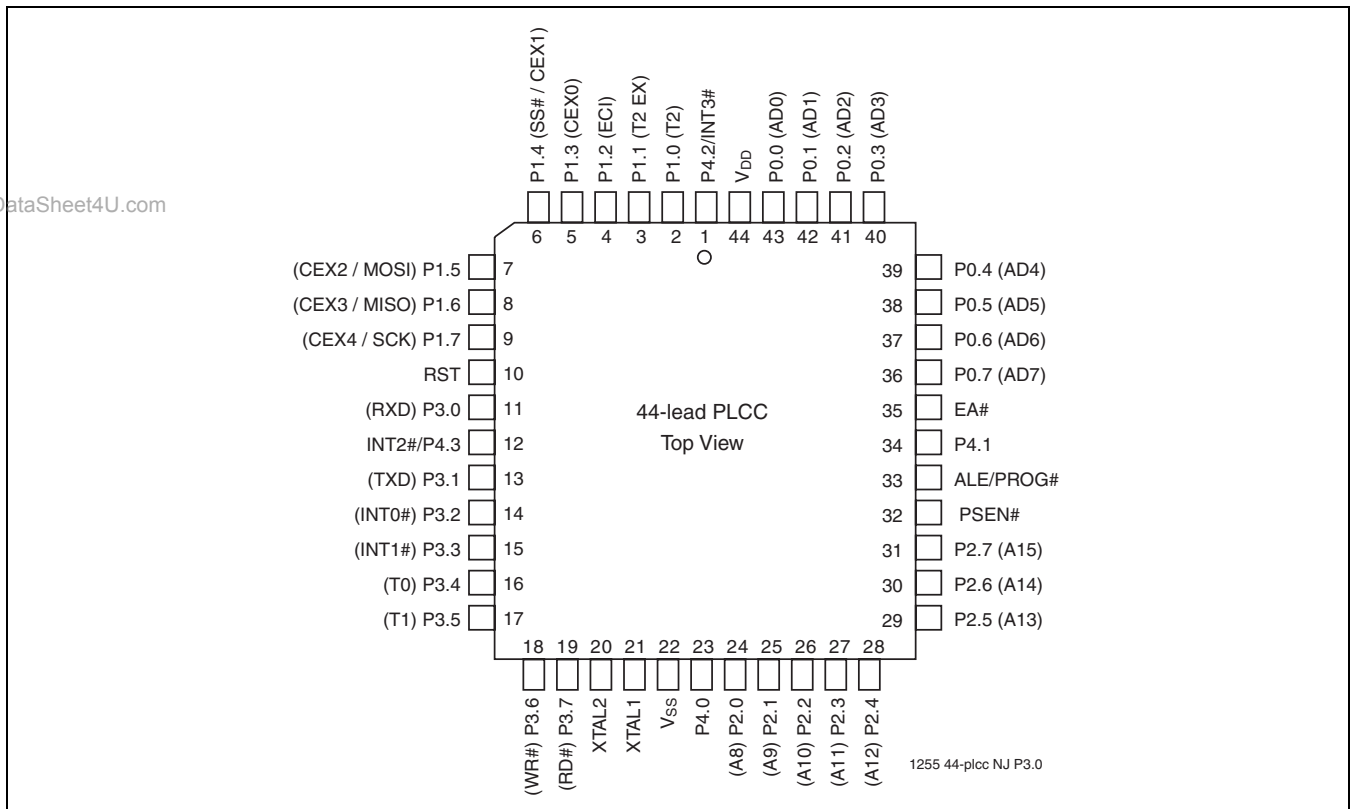 P1.4 (SS# / CEX1)
P1.3 (CEX0)
P1.2 (ECI)
P1.1 (T2 EX)
P1.0 (T2)
P4.2/INT3#
VDD
P0.0 (AD0)
P0.1 (AD1)
P0.2 (AD2)
P0.3 (AD3)
DataSheet4U.com
6 5 4 3 2 1 44 43 42 41 40
(CEX2 / MOSI) P1.5 7
39 P0.4 (AD4)
(CEX3 / MISO) P1.6 8
38 P0.5 (AD5)
(CEX4 / SCK) P1.7 9
37 P0.6 (AD6)
RST 10
36 P0.7 (AD7)
(RXD) P3.0 11
35 EA#
INT2#/P4.3 12
34 P4.1
(TXD) P3.1 13
33 ALE/PROG#
(INT0#) P3.2 14
32 PSEN#
(INT1#) P3.3 15
31 P2.7 (A15)
(T0) P3.4 16
30 P2.6 (A14)
(T1) P3.5 17
29 P2.5 (A13)
44-lead PLCC
Top View
18 19 20 21 22 23 24 25 26 27 28
(WR#) P3.6
(RD#) P3.7
XTAL2
XTAL1
VSS
P4.0
(A8) P2.0
(A9) P2.1
(A10) P2.2
(A11) P2.3
(A12) P2.4
1255 44-plcc NJ P3.0